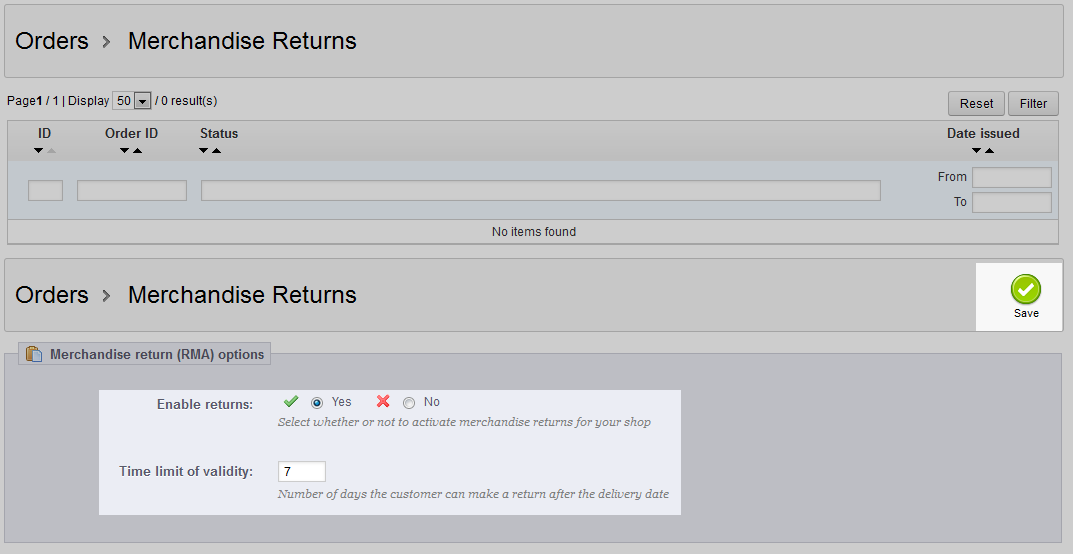 Orders > Merchandise Returns
Page1 / 1 | Display 50 / 0 result(s) Reset Filter
ID Order ID Status Date issued
From
To
No items found
Orders > Merchandise Returns
Save
Merchandise return (RMA) options
Enable returns: Yes No
Select whether or not to activate merchandise returns for your shop
Time limit of validity: 7
Number of days the customer can make a return after the delivery date